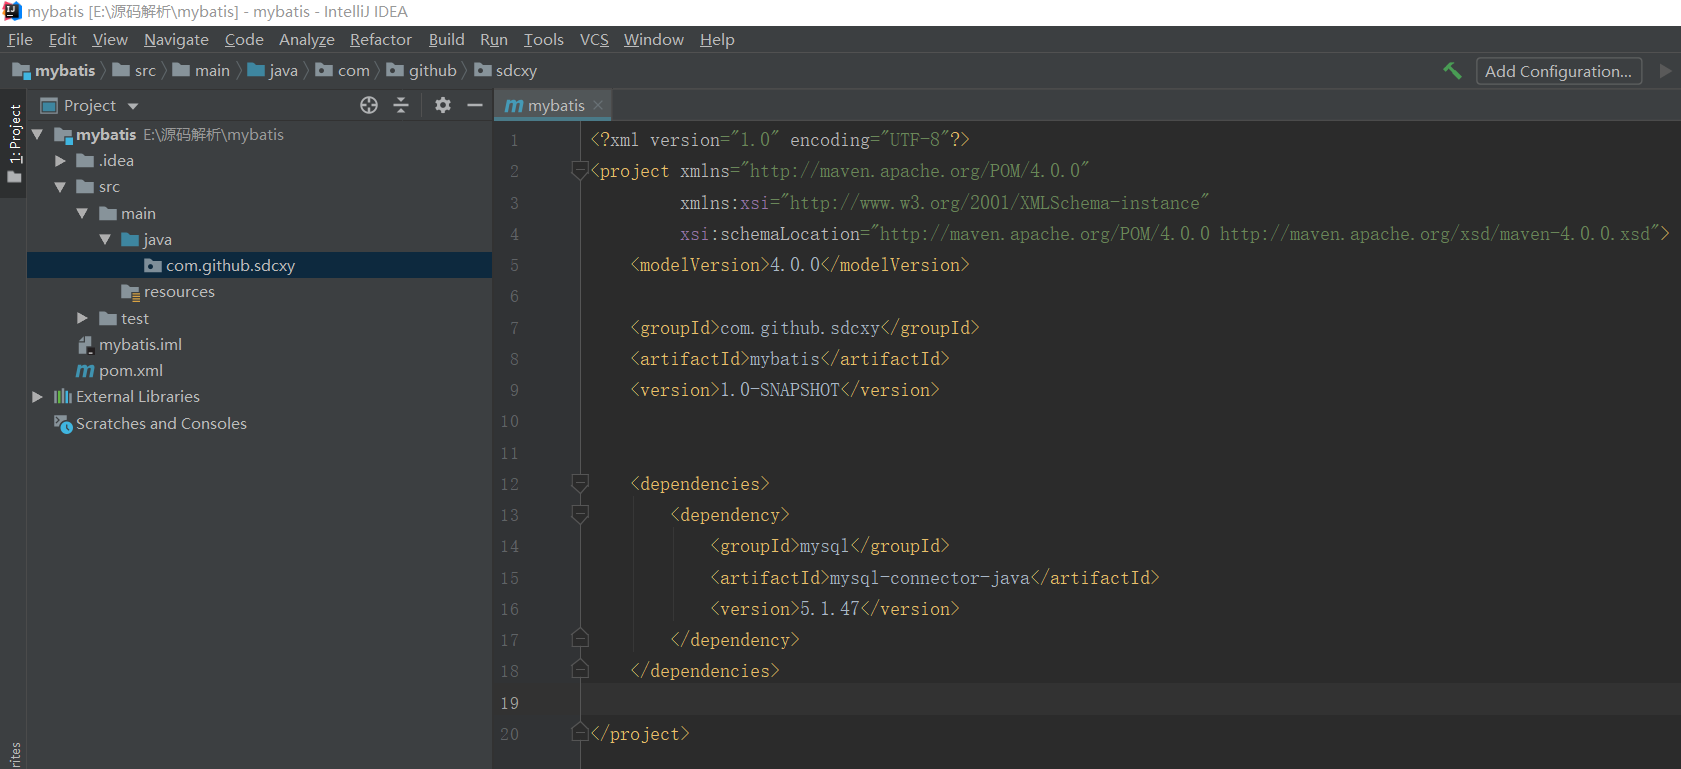 mybatis [E:\源码解析\mybatis] - mybatis - IntelliJ IDEA
File Edit View Navigate Code Analyze Refactor Build Run Tools VCS Window Help
mybatis src main java com github sdcxy Add Configuration...
1: Project
Project
mybatis E:\源码解析\mybatis
.idea
src
main
java
com.github.sdcxy
resources
test
mybatis.iml
pom.xml
External Libraries
Scratches and Consoles
rites
mybatis
1 <?xml version="1.0" encoding="UTF-8"?>
2 <project xmlns="http://maven.apache.org/POM/4.0.0"
3 xmlns:xsi="http://www.w3.org/2001/XMLSchema-instance"
4 xsi:schemaLocation="http://maven.apache.org/POM/4.0.0 http://maven.apache.org/xsd/maven-4.0.0.xsd">
5 <modelVersion>4.0.0</modelVersion>
6
7 <groupId>com.github.sdcxy</groupId>
8 <artifactId>mybatis</artifactId>
9 <version>1.0-SNAPSHOT</version>
10
11
12 <dependencies>
13 <dependency>
14 <groupId>mysql</groupId>
15 <artifactId>mysql-connector-java</artifactId>
16 <version>5.1.47</version>
17 </dependency>
18 </dependencies>
19
20 </project>